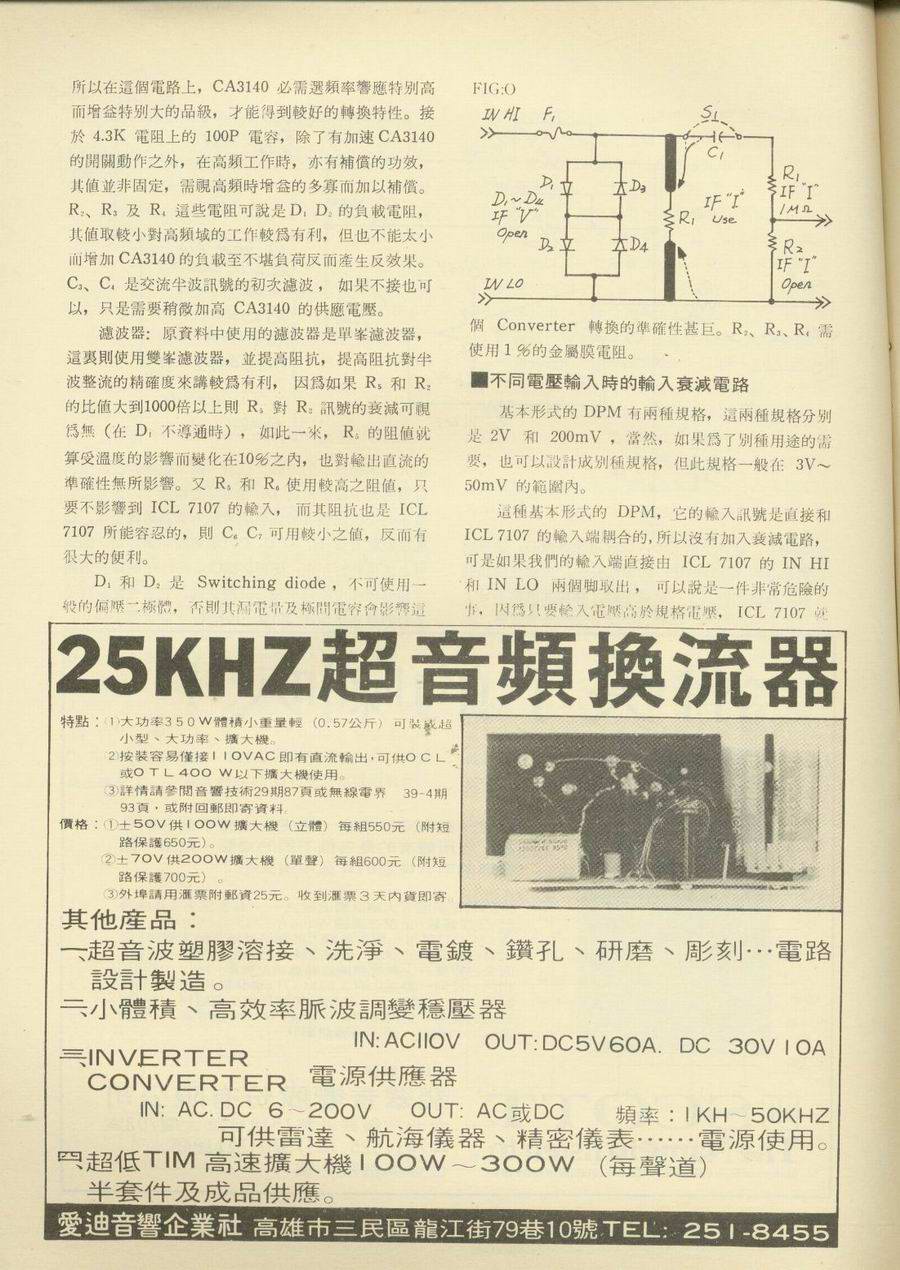 所以在這個電路上，CA3140 必需選頻率響應特別高
而增益特別大的品級，才能得到較好的轉換特性。接
於 4.3K 電阻上的 100P 電容，除了有加速 CA3140
的開關動作之外，在高頻工作時，亦有補償的功效，
其值並非固定，需視高頻時增益的多寡而加以補償。
R₂、R₃ 及 R₄ 這些電阻可說是 D₁ D₂ 的負載電阻，
其値取較小對高頻域的工作較爲有利，但也不能太小
而增加 CA3140 的負載至不堪負荷反而產生反效果。
C₃、C₄ 是交流半波訊號的初次濾波， 如果不接也可
以，只是需要稍微加高 CA3140 的供應電壓。
濾波器： 原資料中使用的濾波器是單峯濾波器，
這裏則使用雙峯濾波器， 並提高阻抗，提高阻抗對半
波整流的精確度來講較爲有利， 因爲如果 R₅ 和 R₂
的比值大到1000倍以上則 R₅ 對 R₂ 訊號的衰減可視
爲無（在 D₁ 不導通時）， 如此一來， R₅ 的阻值就
算受溫度的影響而變化在10％之內，也對輸出直流的
準確性無所影響。又 R₅ 和 R₆ 使用較高之阻值，只
要不影響到 ICL 7107 的輸入， 而其阻抗也是 ICL
7107 所能容忍的，則 C₆ C₇ 可用較小之値，反而有
很大的便利。
D₁ 和 D₂ 是 Switching diode，不可使用一
般的偏壓二極體，否則其漏電量及極間電容會影響這
FIG:O
IN HI F₁ S₁
C₁
D₁ D₃
D₁～D₄
IF "V"
Open
D₂ D₄
R₁
IF "I"
Use
R₁
IF "I"
1MΩ
R₂
IF "I"
Open
IN LO
個 Converter 轉換的準確性甚巨。R₂、R₃、R₄ 需
使用 1 ％的金屬膜電阻。
■不同電壓輸入時的輸入衰減電路
基本形式的 DPM 有兩種規格，這兩種規格分別
是 2V 和 200mV ，當然，如果爲了別種用途的需
要，也可以設計成別種規格，但此規格一般在 3V～
50mV 的範圍內。
這種基本形式的 DPM，它的輸入訊號是直接和
ICL 7107 的輸入端耦合的，所以沒有加入衰減電路，
可是如果我們的輸入端直接由 ICL 7107 的 IN HI
和 IN LO 兩個脚取出， 可以說是一件非常危險的
事，因爲只要輸入電壓高於規格電壓， ICL 7107 就
25KHZ超音頻換流器
特點：①大功率350W體積小重量輕（0.57公斤）可裝或超
小型、大功率、擴大機。
②按裝容易僅接110VAC即有直流輸出，可供OCL
或OTL400 W以下擴大機使用。
③詳情請參閱音響技術29期87頁或無線電界 39-4期
93頁，或附回郵即寄資料.
價格：①±50V供100W擴大機（立體）每組550元（附短
路保護650元）。
②±70V供200W擴大機（單聲）每組600元（附短
路保護700元）。
③外埠請用滙票附郵資25元。收到滙票3天內貨即寄
其他產品：
一、超音波塑膠溶接、洗淨、電鍍、鑽孔、研磨、彫刻…電路
設計製造。
二、小體積、高效率脈波調變穩壓器
IN:AC110V OUT:DC5V60A. DC 30V10A
三、INVERTER
CONVERTER 電源供應器
IN: AC.DC 6~200V OUT: AC或DC 頻率：1KH~50KHZ
可供雷達、航海儀器、精密儀表……電源使用。
四、超低TIM高速擴大機100W～300W（每聲道）
半套件及成品供應。
愛迪音響企業社 高雄市三民區龍江街79巷10號 TEL: 251-8455